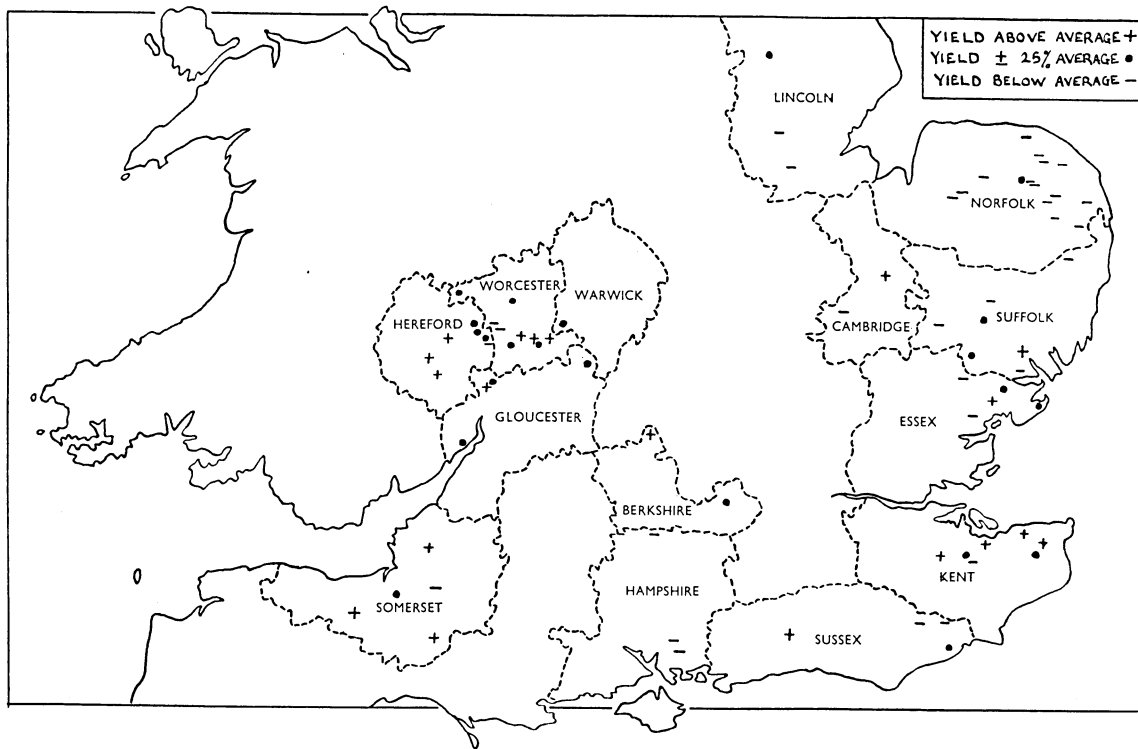 YIELD ABOVE AVERAGE +
YIELD ± 25% AVERAGE •
YIELD BELOW AVERAGE –
LINCOLN
NORFOLK
WORCESTER
WARWICK
HEREFORD
CAMBRIDGE
SUFFOLK
GLOUCESTER
ESSEX
BERKSHIRE
KENT
HAMPSHIRE
SOMERSET
SUSSEX